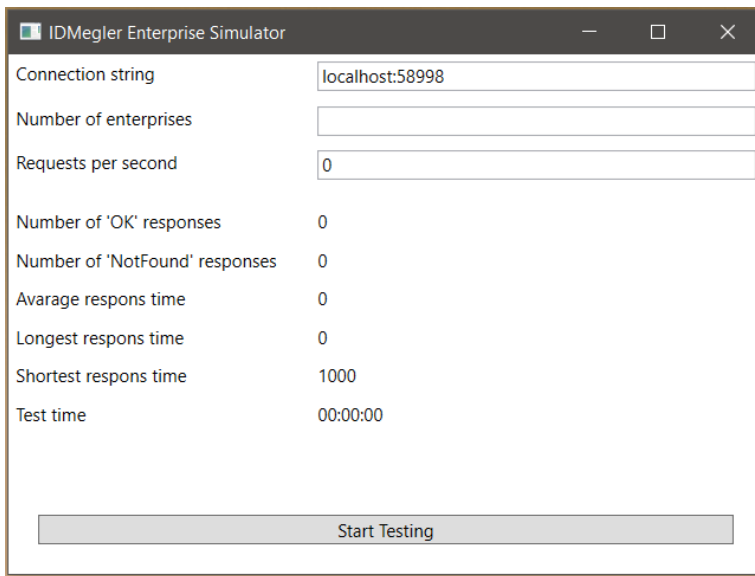 IDMegler Enterprise Simulator
Connection string localhost:58998
Number of enterprises
Requests per second 0
Number of 'OK' responses 0
Number of 'NotFound' responses 0
Avarage respons time 0
Longest respons time 0
Shortest respons time 1000
Test time 00:00:00
Start Testing